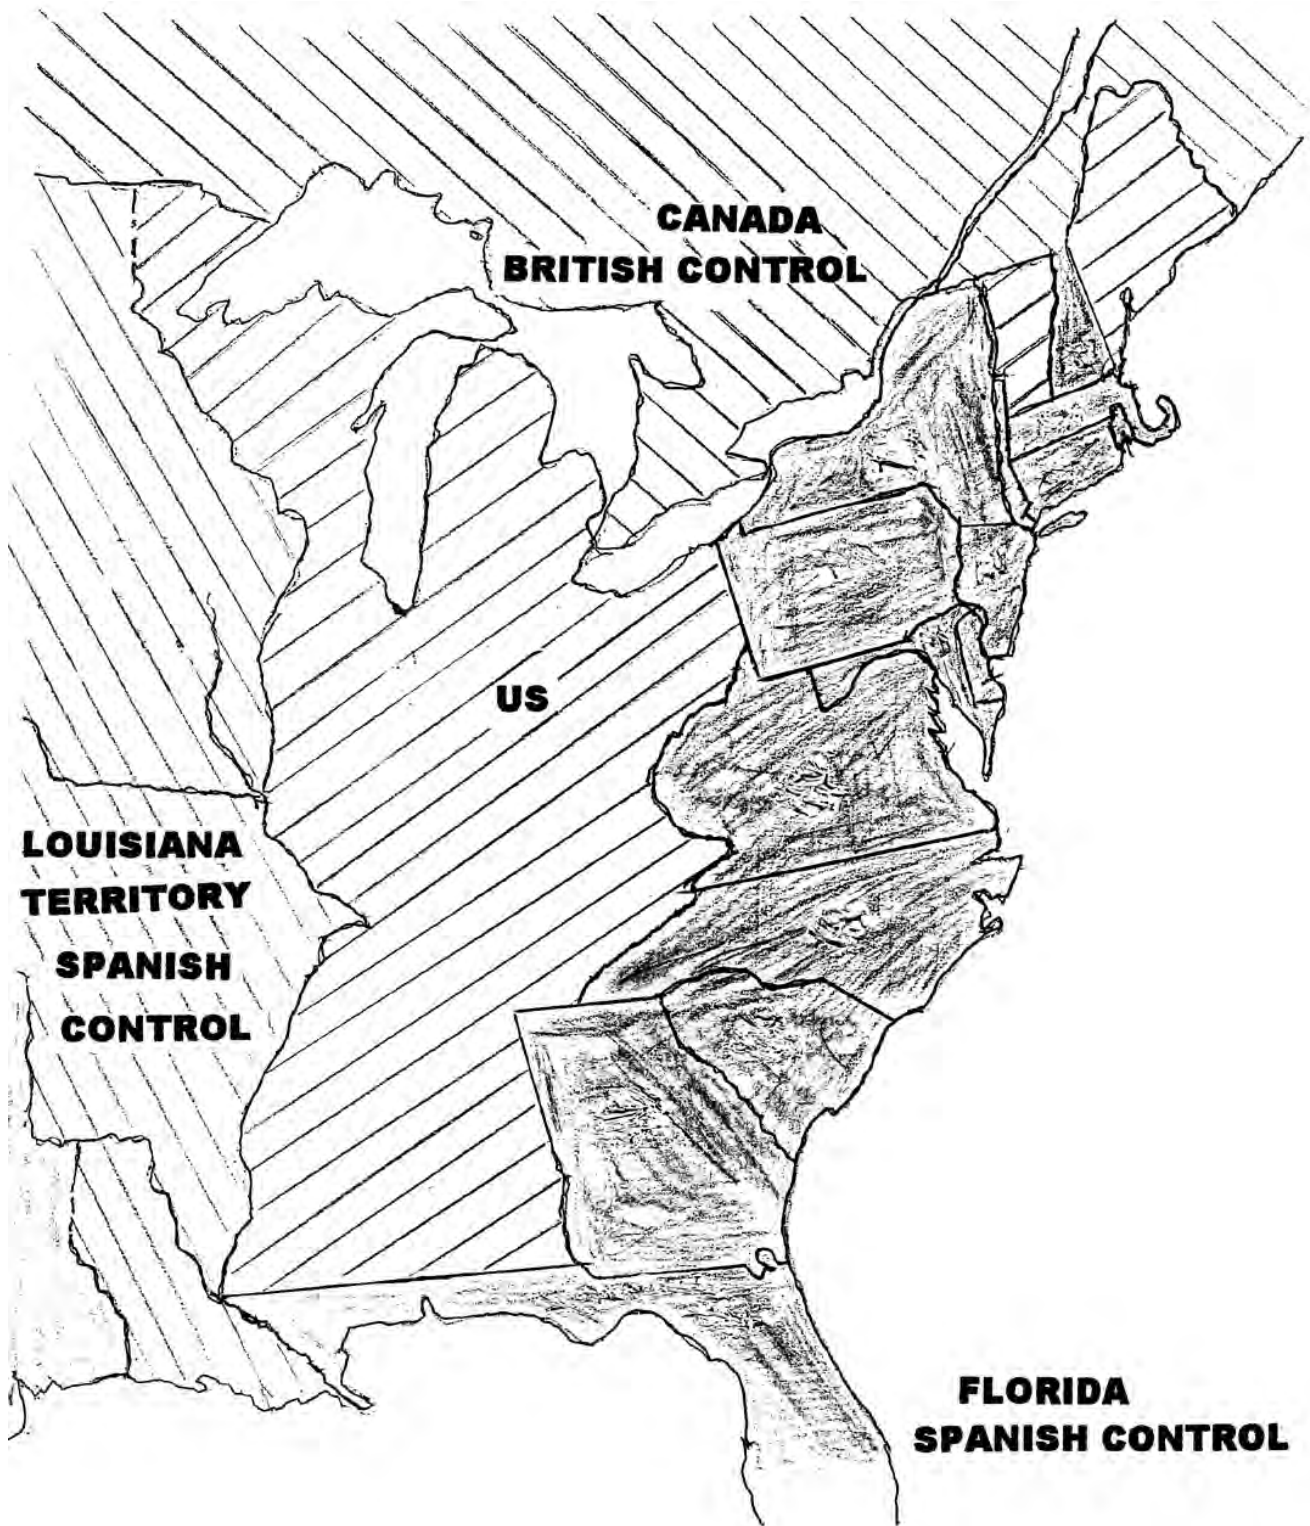 CANADA
BRITISH CONTROL
US
LOUISIANA
TERRITORY
SPANISH
CONTROL
FLORIDA
SPANISH CONTROL